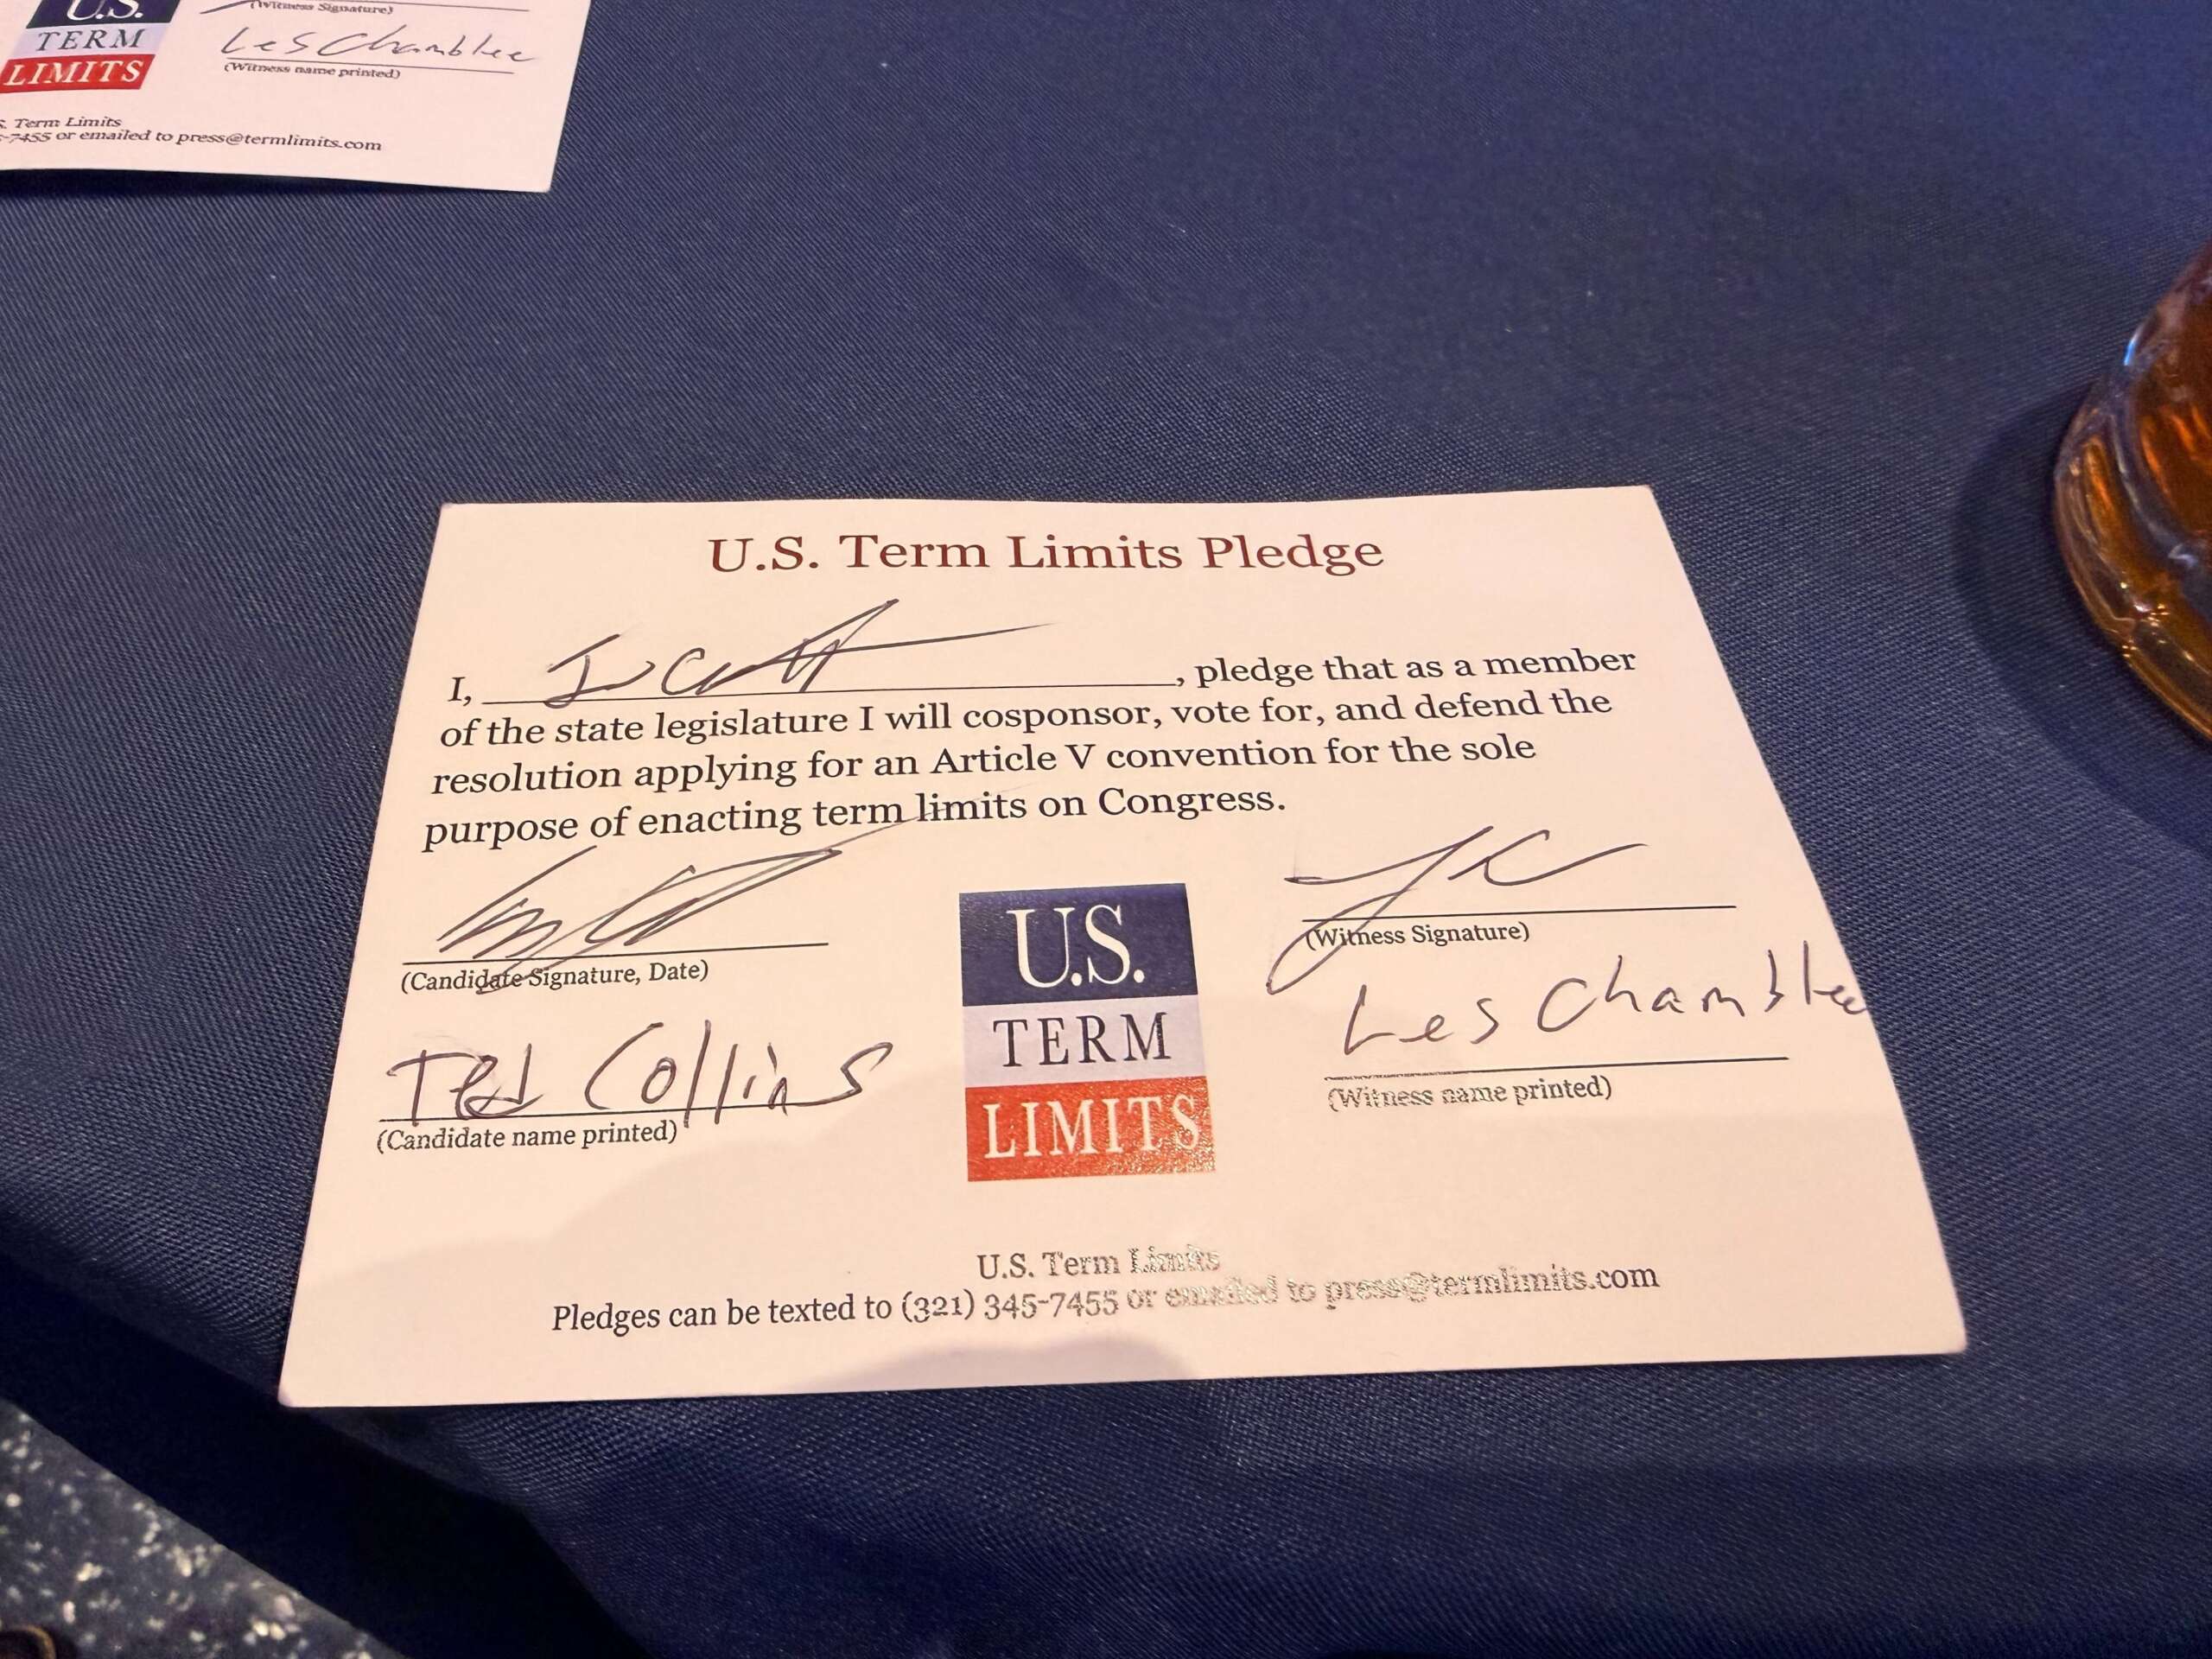 U.S.
TERM
LIMITS
(Witness Signature)
Les Chamblee
(Witness name printed)
. Term Limits
-7455 or emailed to press@termlimits.com
U.S. Term Limits Pledge
I, , pledge that as a member
of the state legislature I will cosponsor, vote for, and defend the
resolution applying for an Article V convention for the sole
purpose of enacting term limits on Congress.
(Candidate Signature, Date)
Ted Collins
(Candidate name printed)
U.S.
TERM
LIMITS
(Witness Signature)
Les Chamblee
(Witness name printed)
U.S. Term Limits
Pledges can be texted to (321) 345-7455 or emailed to press@termlimits.com